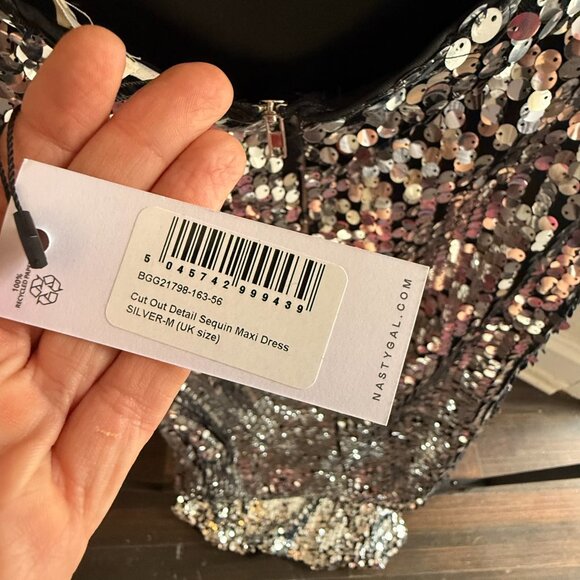 5 045742 999439
BGG21798-163-56
Cut Out Detail Sequin Maxi Dress
SILVER-M (UK size)
NASTYGAL.COM
100%
RECYCLED PAPER